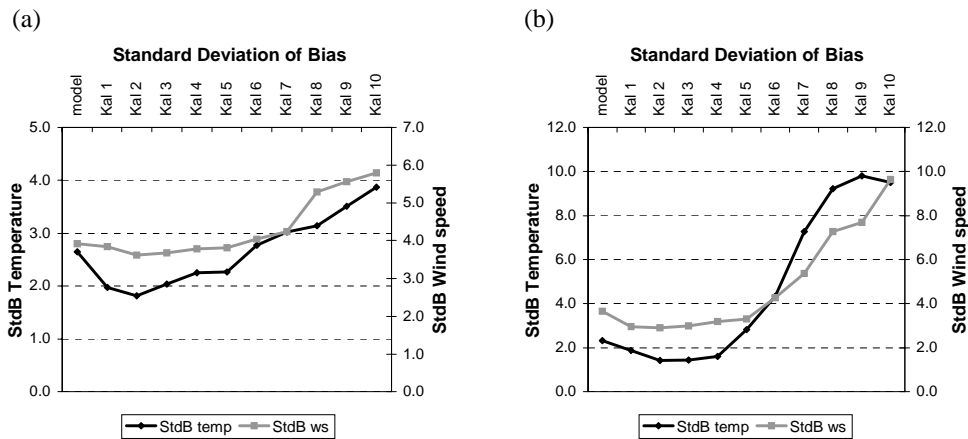 (a)
Standard Deviation of Bias
model Kal 1 Kal 2 Kal 3 Kal 4 Kal 5 Kal 6 Kal 7 Kal 8 Kal 9 Kal 10
StdB Temperature
5.0
4.0
3.0
2.0
1.0
0.0
7.0
6.0
5.0
4.0
3.0
2.0
1.0
0.0
StdB Wind speed
StdB temp StdB ws
(b)
Standard Deviation of Bias
model Kal 1 Kal 2 Kal 3 Kal 4 Kal 5 Kal 6 Kal 7 Kal 8 Kal 9 Kal 10
StdB Temperature
12.0
10.0
8.0
6.0
4.0
2.0
0.0
12.0
10.0
8.0
6.0
4.0
2.0
0.0
StdB Wind speed
StdB temp StdB ws